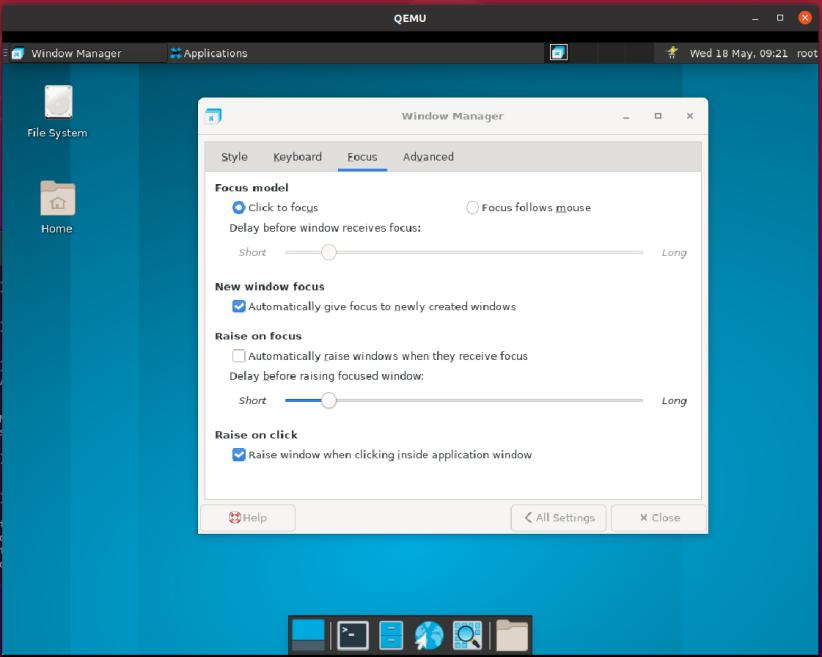 QEMU
Window Manager Applications Wed 18 May, 09:21 root
File System
Home
Window Manager
Style Keyboard Focus Advanced
Focus model
Click to focus Focus follows mouse
Delay before window receives focus:
Short Long
New window focus
Automatically give focus to newly created windows
Raise on focus
Automatically raise windows when they receive focus
Delay before raising focused window:
Short Long
Raise on click
Raise window when clicking inside application window
Help All Settings Close